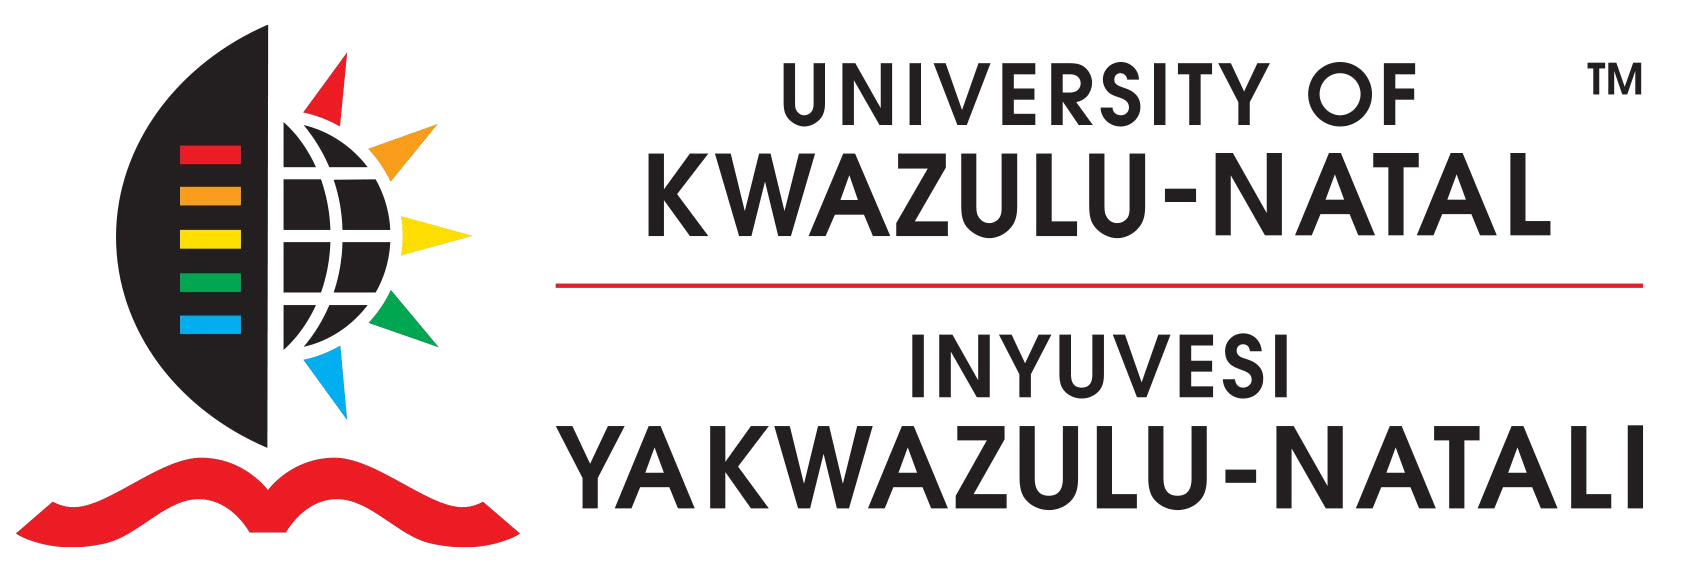 UNIVERSITY OF ™
KWAZULU-NATAL
INYUVESI
YAKWAZULU-NATALI